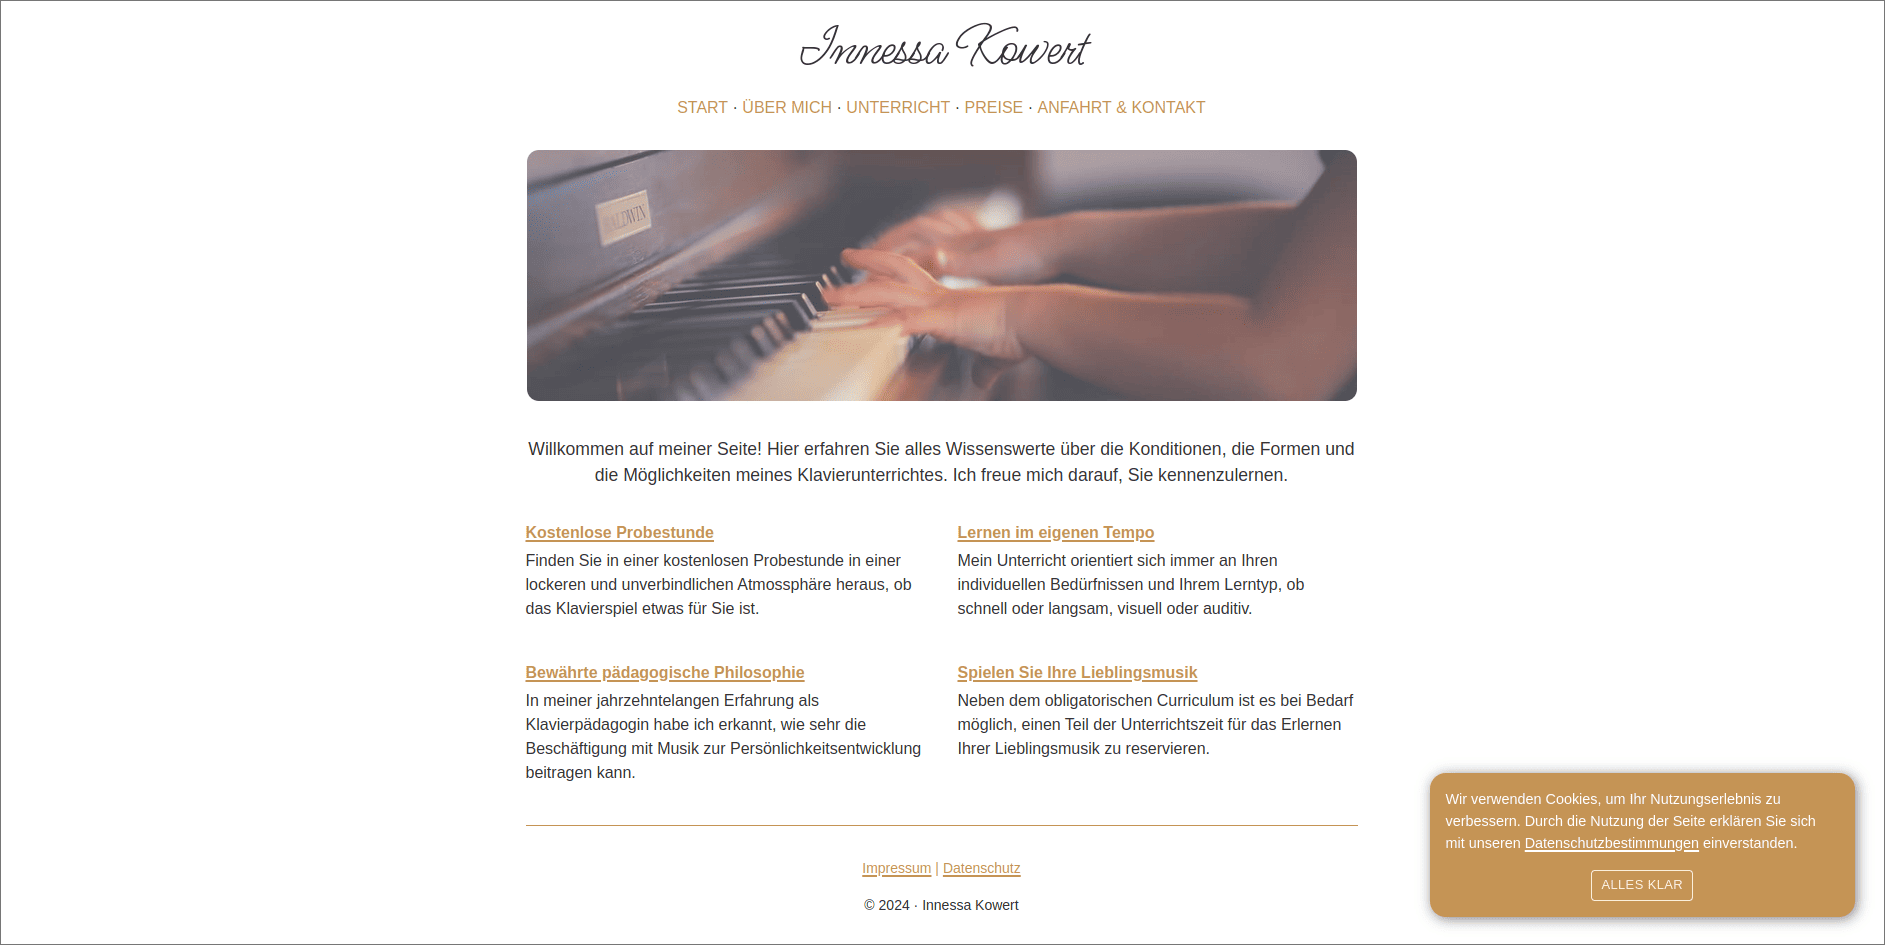 Innessa Kowert
START · ÜBER MICH · UNTERRICHT · PREISE · ANFAHRT & KONTAKT
BALDWIN
Willkommen auf meiner Seite! Hier erfahren Sie alles Wissenswerte über die Konditionen, die Formen und
die Möglichkeiten meines Klavierunterrichtes. Ich freue mich darauf, Sie kennenzulernen.
Kostenlose Probestunde
Finden Sie in einer kostenlosen Probestunde in einer
lockeren und unverbindlichen Atmossphäre heraus, ob
das Klavierspiel etwas für Sie ist.
Lernen im eigenen Tempo
Mein Unterricht orientiert sich immer an Ihren
individuellen Bedürfnissen und Ihrem Lerntyp, ob
schnell oder langsam, visuell oder auditiv.
Bewährte pädagogische Philosophie
In meiner jahrzehntelangen Erfahrung als
Klavierpädagogin habe ich erkannt, wie sehr die
Beschäftigung mit Musik zur Persönlichkeitsentwicklung
beitragen kann.
Spielen Sie Ihre Lieblingsmusik
Neben dem obligatorischen Curriculum ist es bei Bedarf
möglich, einen Teil der Unterrichtszeit für das Erlernen
Ihrer Lieblingsmusik zu reservieren.
Impressum | Datenschutz
© 2024 · Innessa Kowert
Wir verwenden Cookies, um Ihr Nutzungserlebnis zu
verbessern. Durch die Nutzung der Seite erklären Sie sich
mit unseren Datenschutzbestimmungen einverstanden.
ALLES KLAR